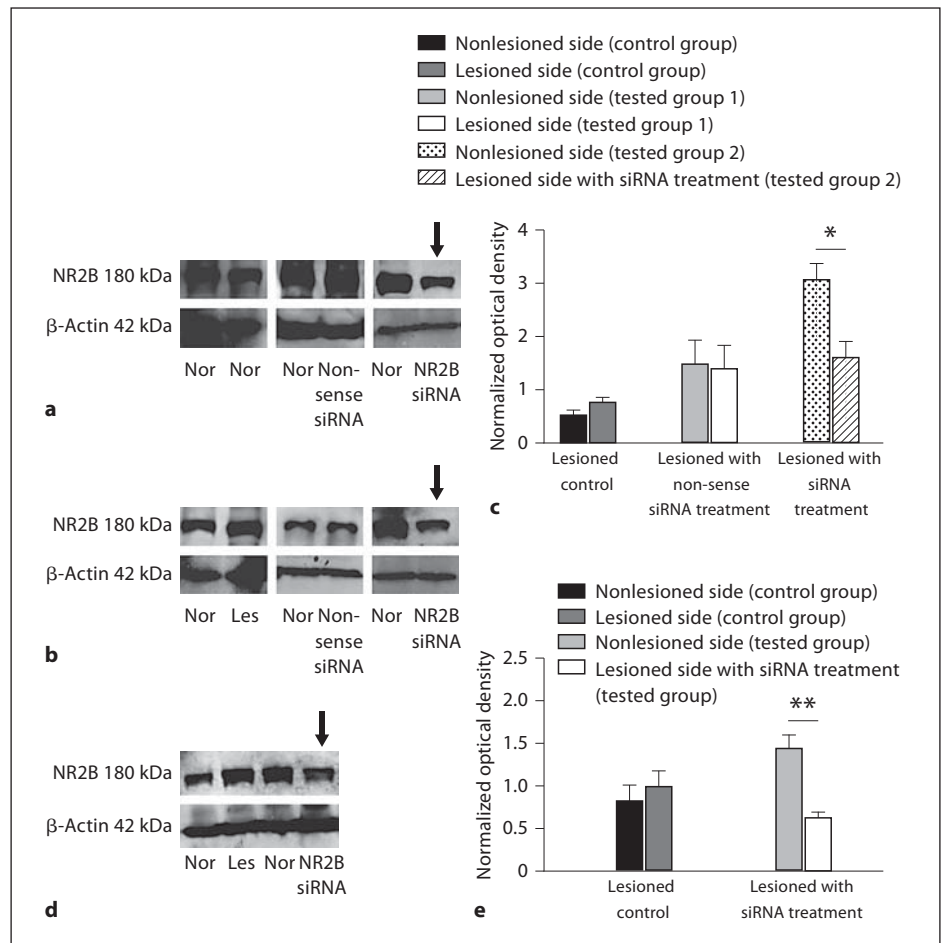 Nonlesioned side (control group)
Lesioned side (control group)
Nonlesioned side (tested group 1)
Lesioned side (tested group 1)
Nonlesioned side (tested group 2)
Lesioned side with siRNA treatment (tested group 2)
NR2B 180 kDa
β-Actin 42 kDa
Nor Nor Nor Non- Nor NR2B
sense siRNA
siRNA
a
Normalized optical density
4
3
2
1
0
*
Lesioned Lesioned with Lesioned with
control non-sense siRNA
siRNA treatment treatment
c
NR2B 180 kDa
β-Actin 42 kDa
Nor Les Nor Non- Nor NR2B
sense siRNA
siRNA
b
Nonlesioned side (control group)
Lesioned side (control group)
Nonlesioned side (tested group)
Lesioned side with siRNA treatment
(tested group)
Normalized optical density
2.5
2.0
1.5
1.0
0.5
0
**
Lesioned Lesioned with
control siRNA treatment
e
NR2B 180 kDa
β-Actin 42 kDa
Nor Les Nor NR2B
siRNA
d